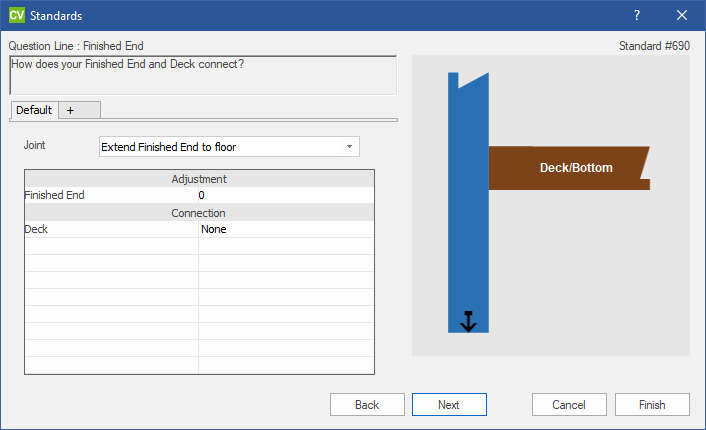 CV Standards ?
Question Line : Finished End
Standard #690
How does your Finished End and Deck connect?
Default +
Joint Extend Finished End to floor
Adjustment
Finished End 0
Connection
Deck None
Deck/Bottom
Back Next Cancel Finish